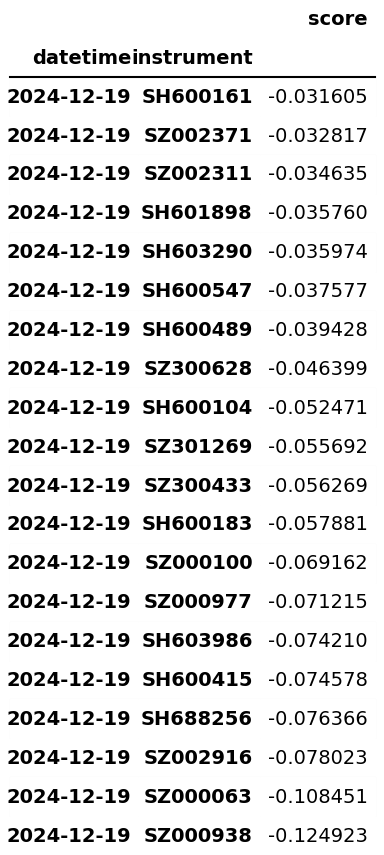 score
datetime instrument
2024-12-19 SH600161 -0.031605
2024-12-19 SZ002371 -0.032817
2024-12-19 SZ002311 -0.034635
2024-12-19 SH601898 -0.035760
2024-12-19 SH603290 -0.035974
2024-12-19 SH600547 -0.037577
2024-12-19 SH600489 -0.039428
2024-12-19 SZ300628 -0.046399
2024-12-19 SH600104 -0.052471
2024-12-19 SZ301269 -0.055692
2024-12-19 SZ300433 -0.056269
2024-12-19 SH600183 -0.057881
2024-12-19 SZ000100 -0.069162
2024-12-19 SZ000977 -0.071215
2024-12-19 SH603986 -0.074210
2024-12-19 SH600415 -0.074578
2024-12-19 SH688256 -0.076366
2024-12-19 SZ002916 -0.078023
2024-12-19 SZ000063 -0.108451
2024-12-19 SZ000938 -0.124923